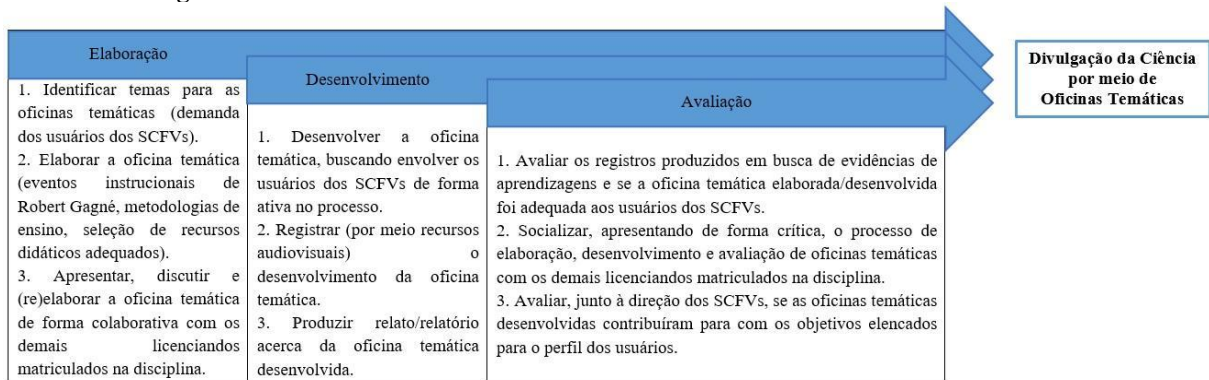 Elaboração
1. Identificar temas para as
oficinas temáticas (demanda
dos usuários dos SCFVs).
2. Elaborar a oficina temática
(eventos instrucionais de
Robert Gagné, metodologias de
ensino, seleção de recursos
didáticos adequados).
3. Apresentar, discutir e
(re)elaborar a oficina temática
de forma colaborativa com os
demais licenciandos
matriculados na disciplina.
Desenvolvimento
1. Desenvolver a oficina
temática, buscando envolver os
usuários dos SCFVs de forma
ativa no processo.
2. Registrar (por meio recursos
audiovisuais) o
desenvolvimento da oficina
temática.
3. Produzir relato/relatório
acerca da oficina temática
desenvolvida.
Avaliação
1. Avaliar os registros produzidos em busca de evidências de
aprendizagens e se a oficina temática elaborada/desenvolvida
foi adequada aos usuários dos SCFVs.
2. Socializar, apresentando de forma crítica, o processo de
elaboração, desenvolvimento e avaliação de oficinas temáticas
com os demais licenciandos matriculados na disciplina.
3. Avaliar, junto à direção dos SCFVs, se as oficinas temáticas
desenvolvidas contribuíram para com os objetivos elencados
para o perfil dos usuários.
Divulgação da Ciência
por meio de
Oficinas Temáticas